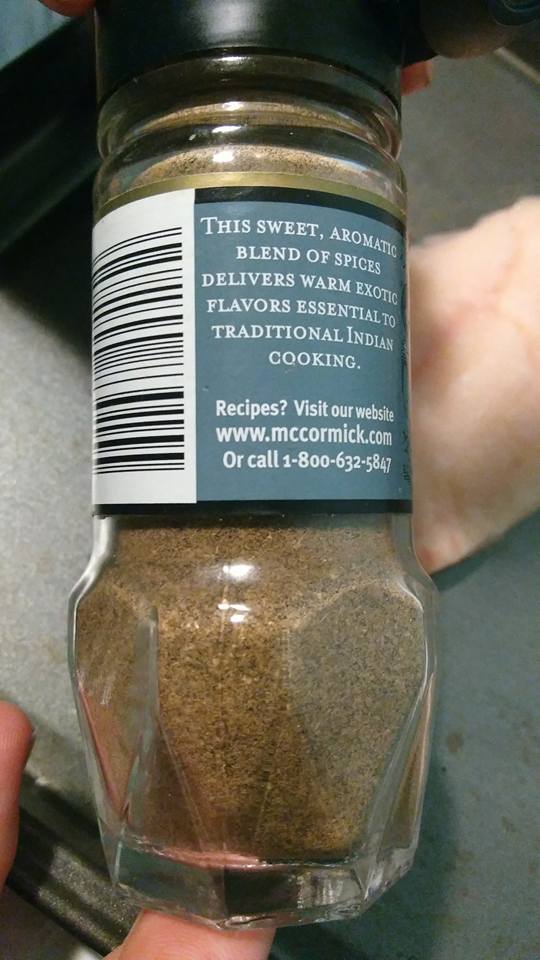 THIS SWEET, AROMATIC
BLEND OF SPICES
DELIVERS WARM EXOTIC
FLAVORS ESSENTIAL TO
TRADITIONAL INDIAN
COOKING.
Recipes? Visit our website
www.mccormick.com
Or call 1-800-632-5847